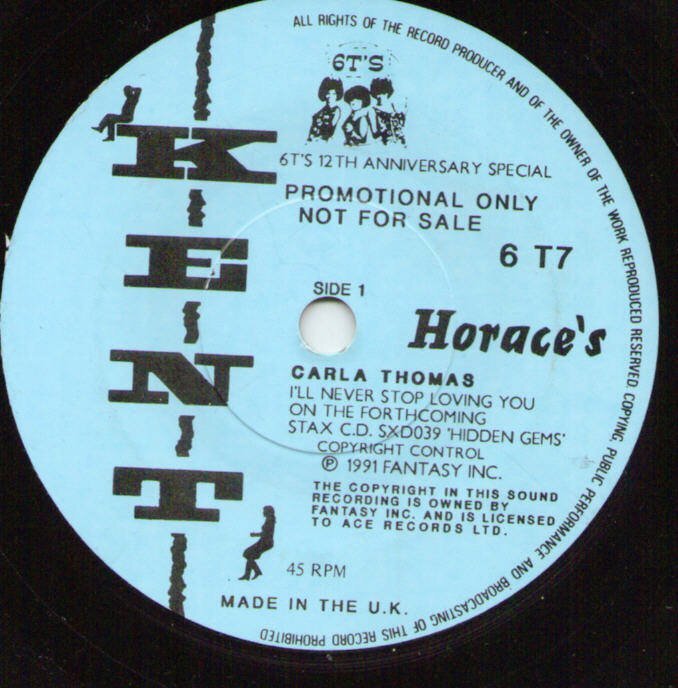 ALL RIGHTS OF THE RECORD PRODUCER AND OF THE OWNER OF THE WORK REPRODUCED RESERVED. COPYING, PUBLIC PERFORMANCE AND BROADCASTING OF THIS RECORD PROHIBITED
KENT
6T'S
6T'S 12TH ANNIVERSARY SPECIAL
PROMOTIONAL ONLY
NOT FOR SALE
6 T7
SIDE 1
Horace's
CARLA THOMAS
I'LL NEVER STOP LOVING YOU
ON THE FORTHCOMING
STAX C.D. SXD039 'HIDDEN GEMS'
COPYRIGHT CONTROL
℗ 1991 FANTASY INC.
THE COPYRIGHT IN THIS SOUND
RECORDING IS OWNED BY
FANTASY INC. AND IS LICENSED
TO ACE RECORDS LTD.
45 RPM
MADE IN THE U.K.